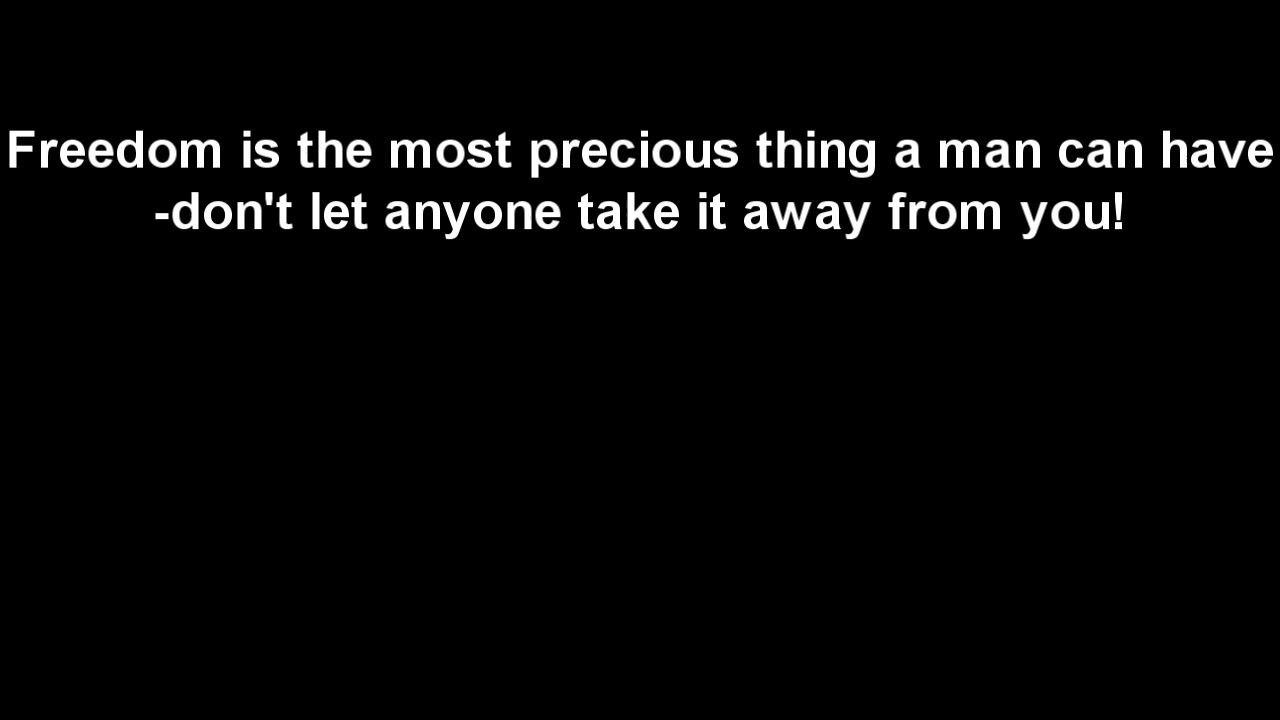 Freedom is the most precious thing a man can have
-don't let anyone take it away from you!